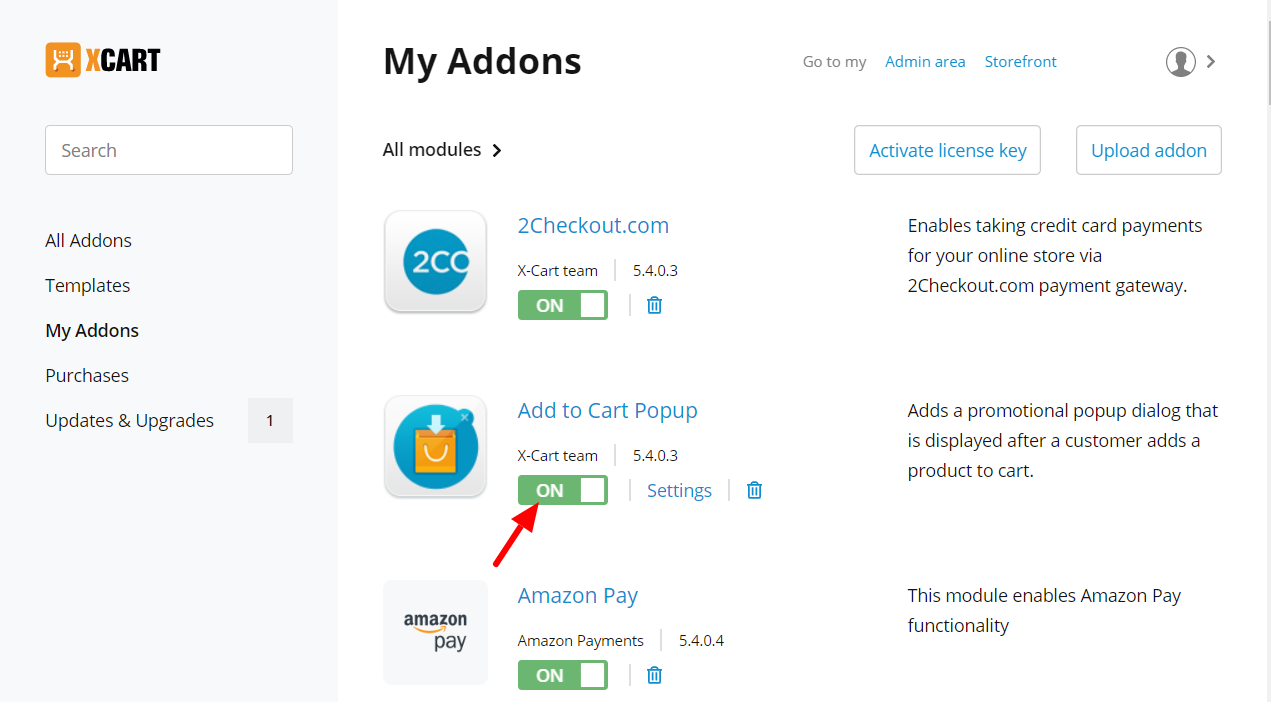 XCART
My Addons
Go to my Admin area Storefront
Search
All modules
Activate license key
Upload addon
All Addons
Templates
My Addons
Purchases
Updates & Upgrades 1
2CO
2Checkout.com
X-Cart team 5.4.0.3
ON
Enables taking credit card payments
for your online store via
2Checkout.com payment gateway.
Add to Cart Popup
X-Cart team 5.4.0.3
ON Settings
Adds a promotional popup dialog that
is displayed after a customer adds a
product to cart.
amazon
pay
Amazon Pay
Amazon Payments 5.4.0.4
ON
This module enables Amazon Pay
functionality